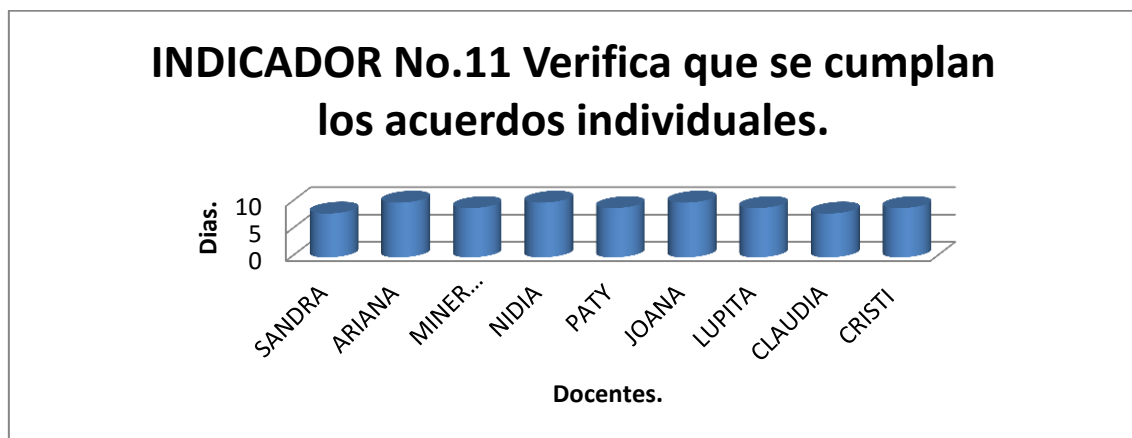 INDICADOR No.11 Verifica que se cumplan
los acuerdos individuales.
Dias.
10
5
0
SANDRA
ARIANA
MINER...
NIDIA
PATY
JOANA
LUPITA
CLAUDIA
CRISTI
Docentes.